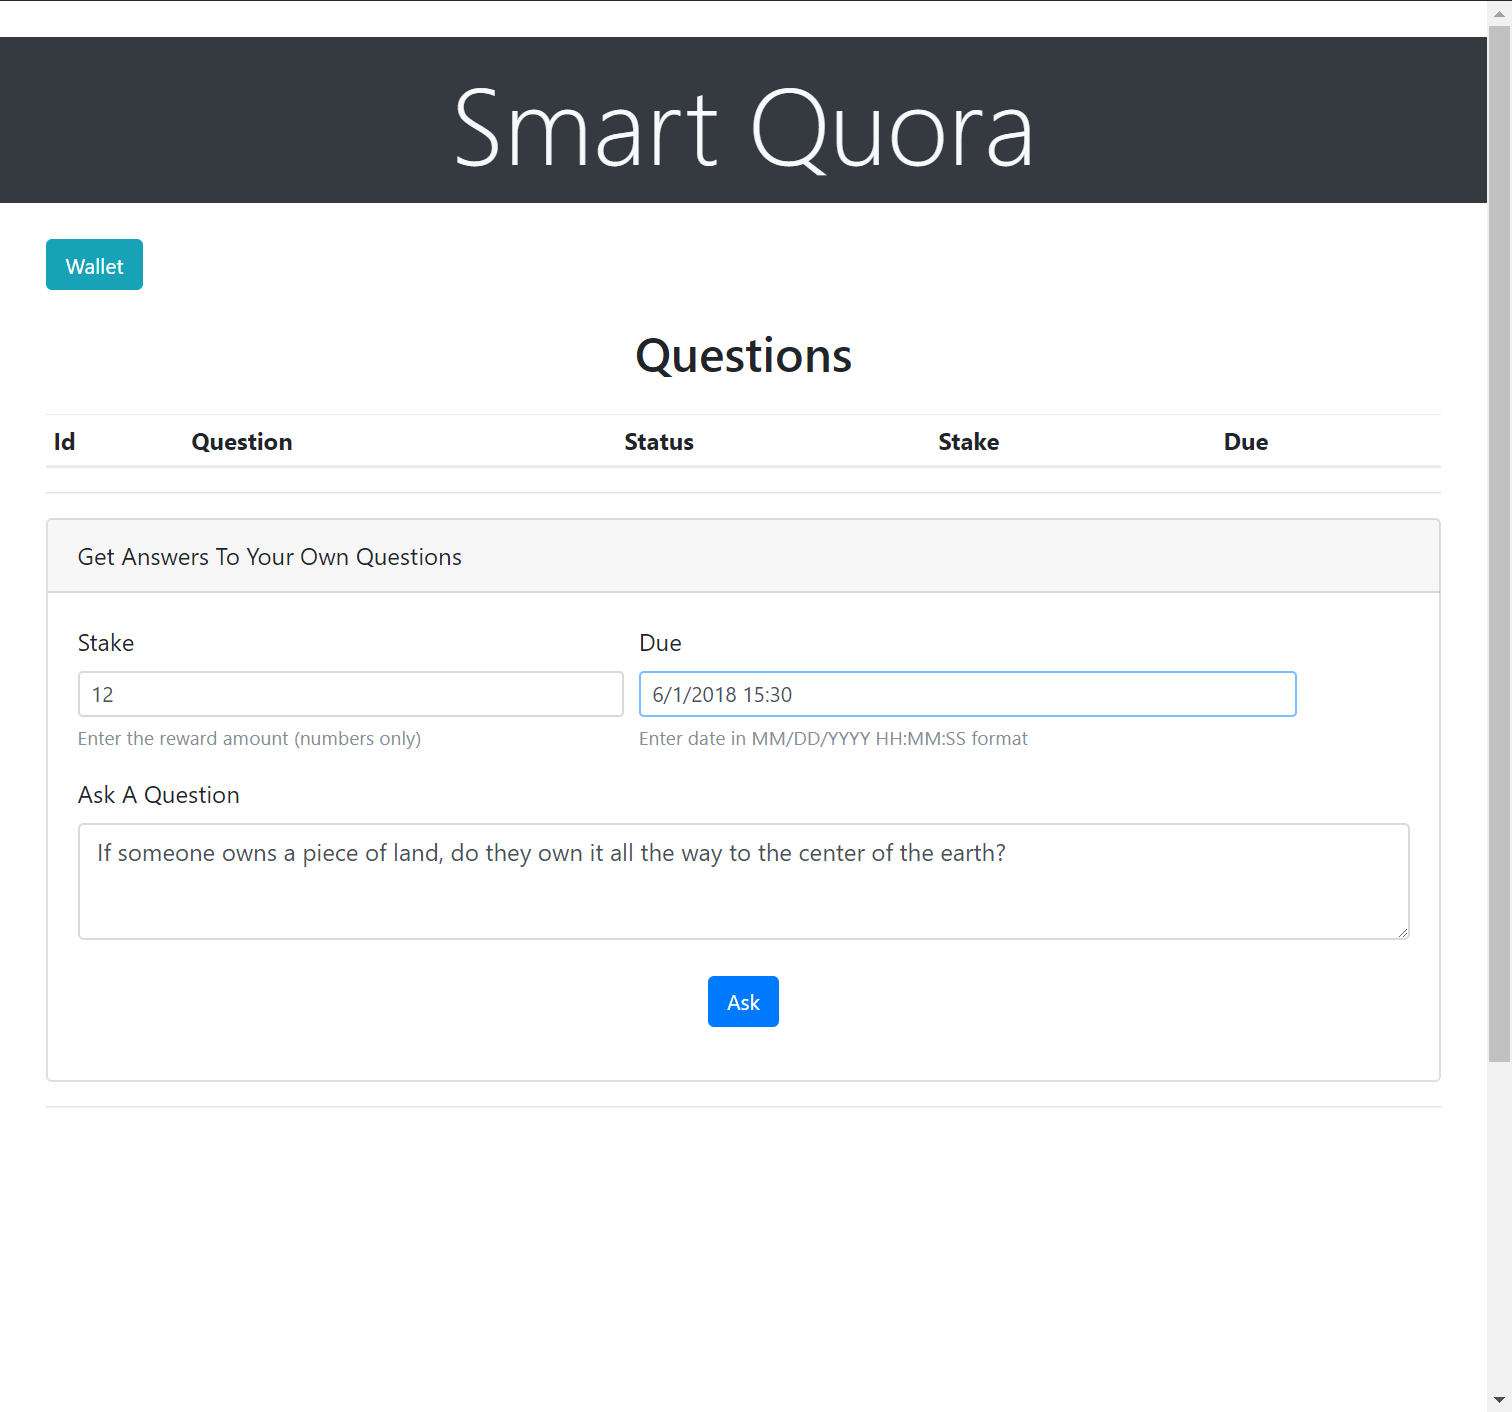 Smart Quora
Wallet
Questions
Id Question Status Stake Due
Get Answers To Your Own Questions
Stake Due
12 6/1/2018 15:30
Enter the reward amount (numbers only) Enter date in MM/DD/YYYY HH:MM:SS format
Ask A Question
If someone owns a piece of land, do they own it all the way to the center of the earth?
Ask